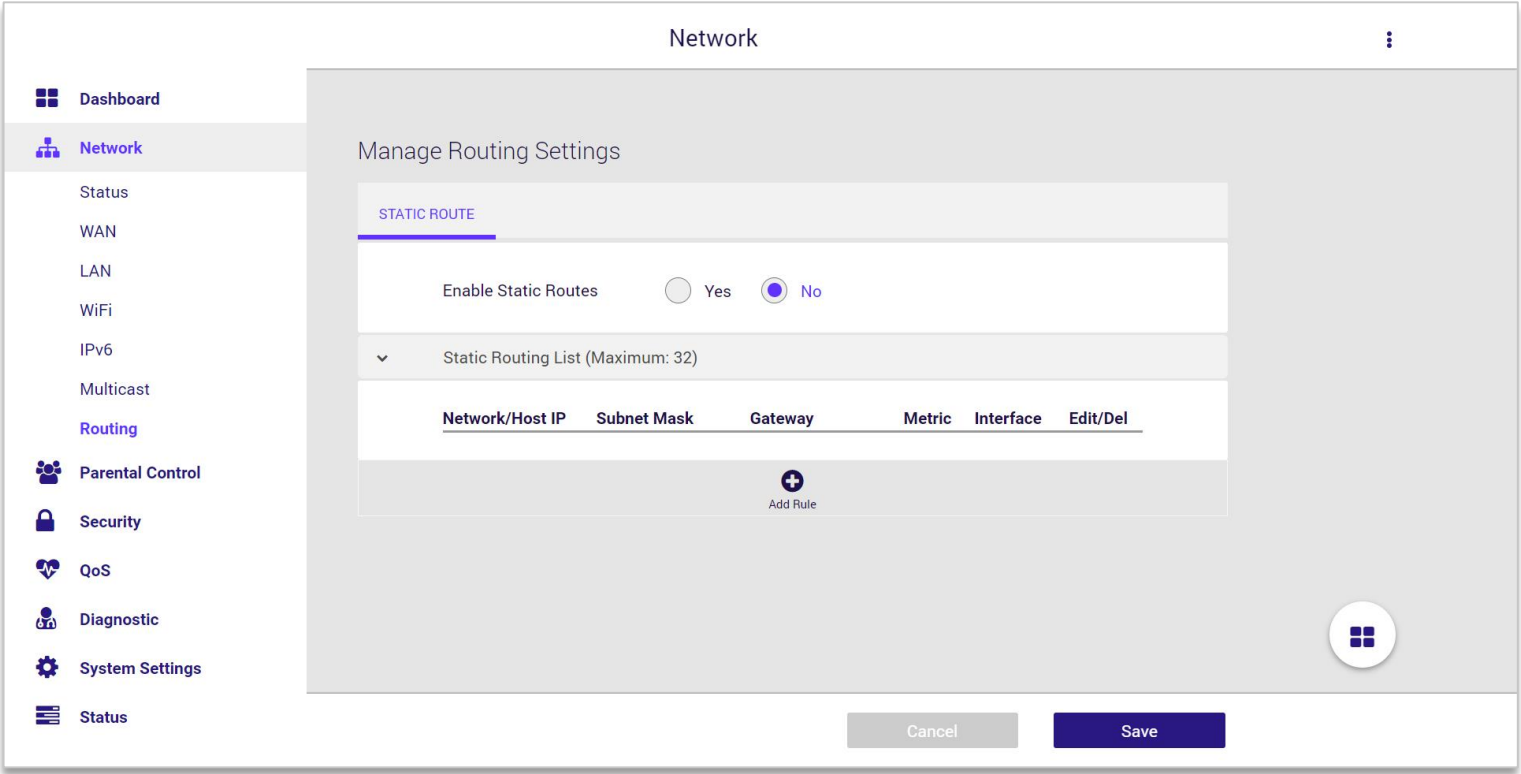 Network
Dashboard
Network
Status
WAN
LAN
WiFi
IPv6
Multicast
Routing
Parental Control
Security
QoS
Diagnostic
System Settings
Status
Manage Routing Settings
STATIC ROUTE
Enable Static Routes Yes No
Static Routing List (Maximum: 32)
Network/Host IP Subnet Mask Gateway Metric Interface Edit/Del
Add Rule
Cancel Save